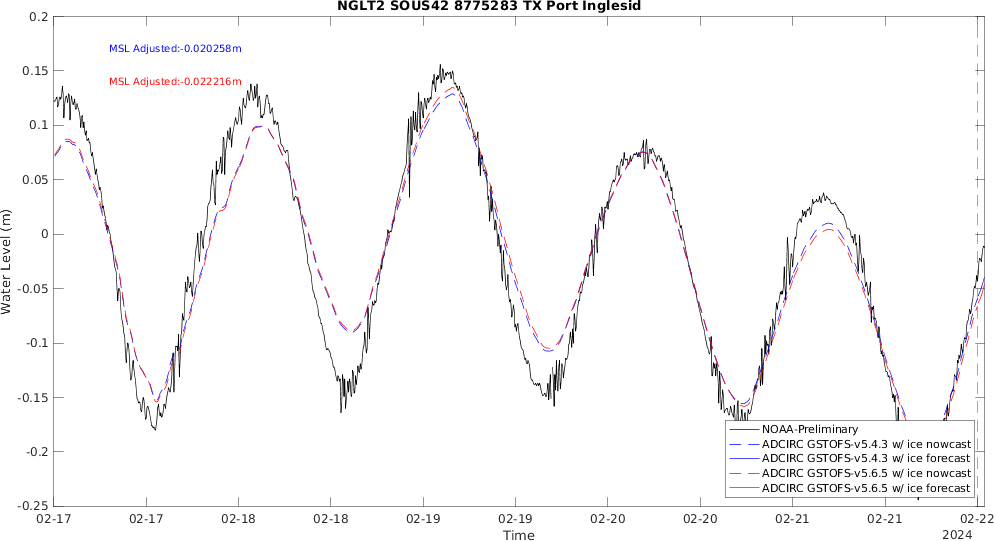 NGLT2 SOUS42 8775283 TX Port Inglesid
MSL Adjusted:-0.020258m
MSL Adjusted:-0.022216m
0.2
0.15
0.1
0.05
0
-0.05
-0.1
-0.15
-0.2
-0.25
Water Level (m)
NOAA-Preliminary
ADCIRC GSTOFS-v5.4.3 w/ ice nowcast
ADCIRC GSTOFS-v5.4.3 w/ ice forecast
ADCIRC GSTOFS-v5.6.5 w/ ice nowcast
ADCIRC GSTOFS-v5.6.5 w/ ice forecast
02-17 02-17 02-18 02-18 02-19 02-19 02-20 02-20 02-21 02-21 02-22
Time
2024